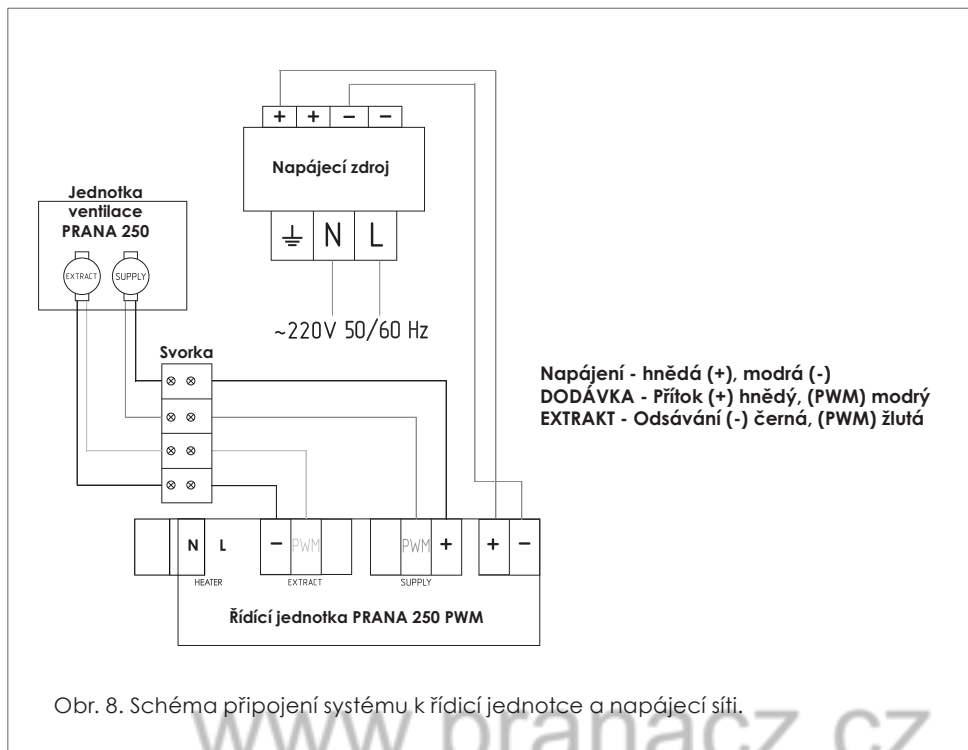 + + − −
Napájecí zdroj
⏚ N L
~220V 50/60 Hz
Jednotka
ventilace
PRANA 250
EXTRACT SUPPLY
Svorka
Napájení - hnědá (+), modrá (-)
DODÁVKA - Přítok (+) hnědý, (PWM) modrý
EXTRAKT - Odsávání (-) černá, (PWM) žlutá
N L − PWM PWM + + −
HEATER EXTRACT SUPPLY
Řídící jednotka PRANA 250 PWM
Obr. 8. Schéma připojení systému k řídicí jednotce a napájecí síti.
www.pranacz.cz